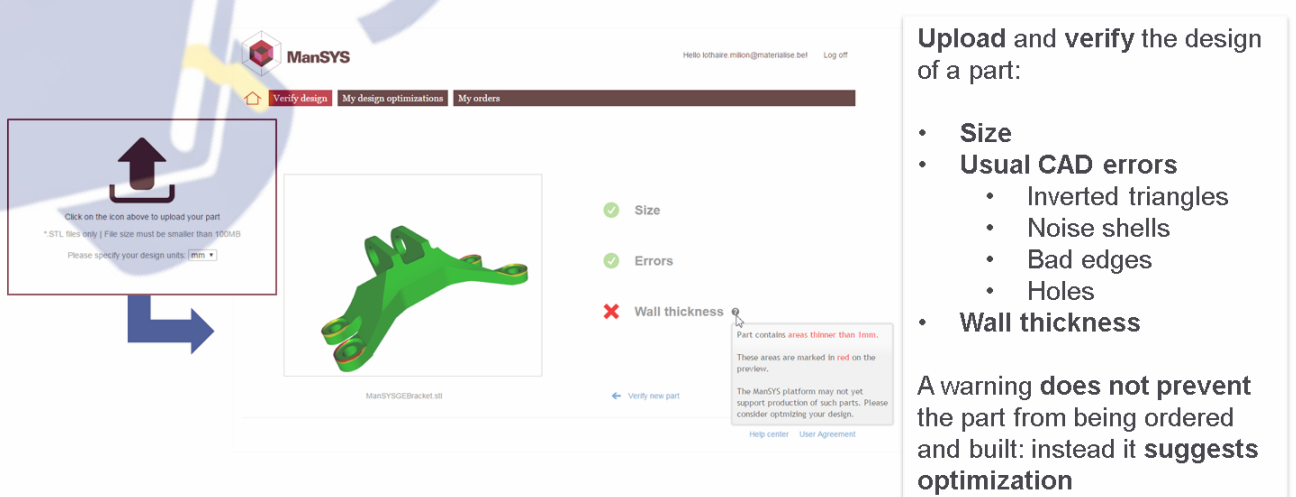 ManSYS
Hello lothaire.milion@materialise.be! Log off
Verify design My design optimizations My orders
Click on the icon above to upload your part
*.STL files only | File size must be smaller than 100MB
Please specify your design units: mm
Size
Errors
Wall thickness
Part contains areas thinner than 1mm.
These areas are marked in red on the
preview.
The ManSYS platform may not yet
support production of such parts. Please
consider optmizing your design.
ManSYSGEBracket.stl
Verify new part
Help center User Agreement
Upload and verify the design
of a part:
• Size
• Usual CAD errors
• Inverted triangles
• Noise shells
• Bad edges
• Holes
• Wall thickness
A warning does not prevent
the part from being ordered
and built: instead it suggests
optimization